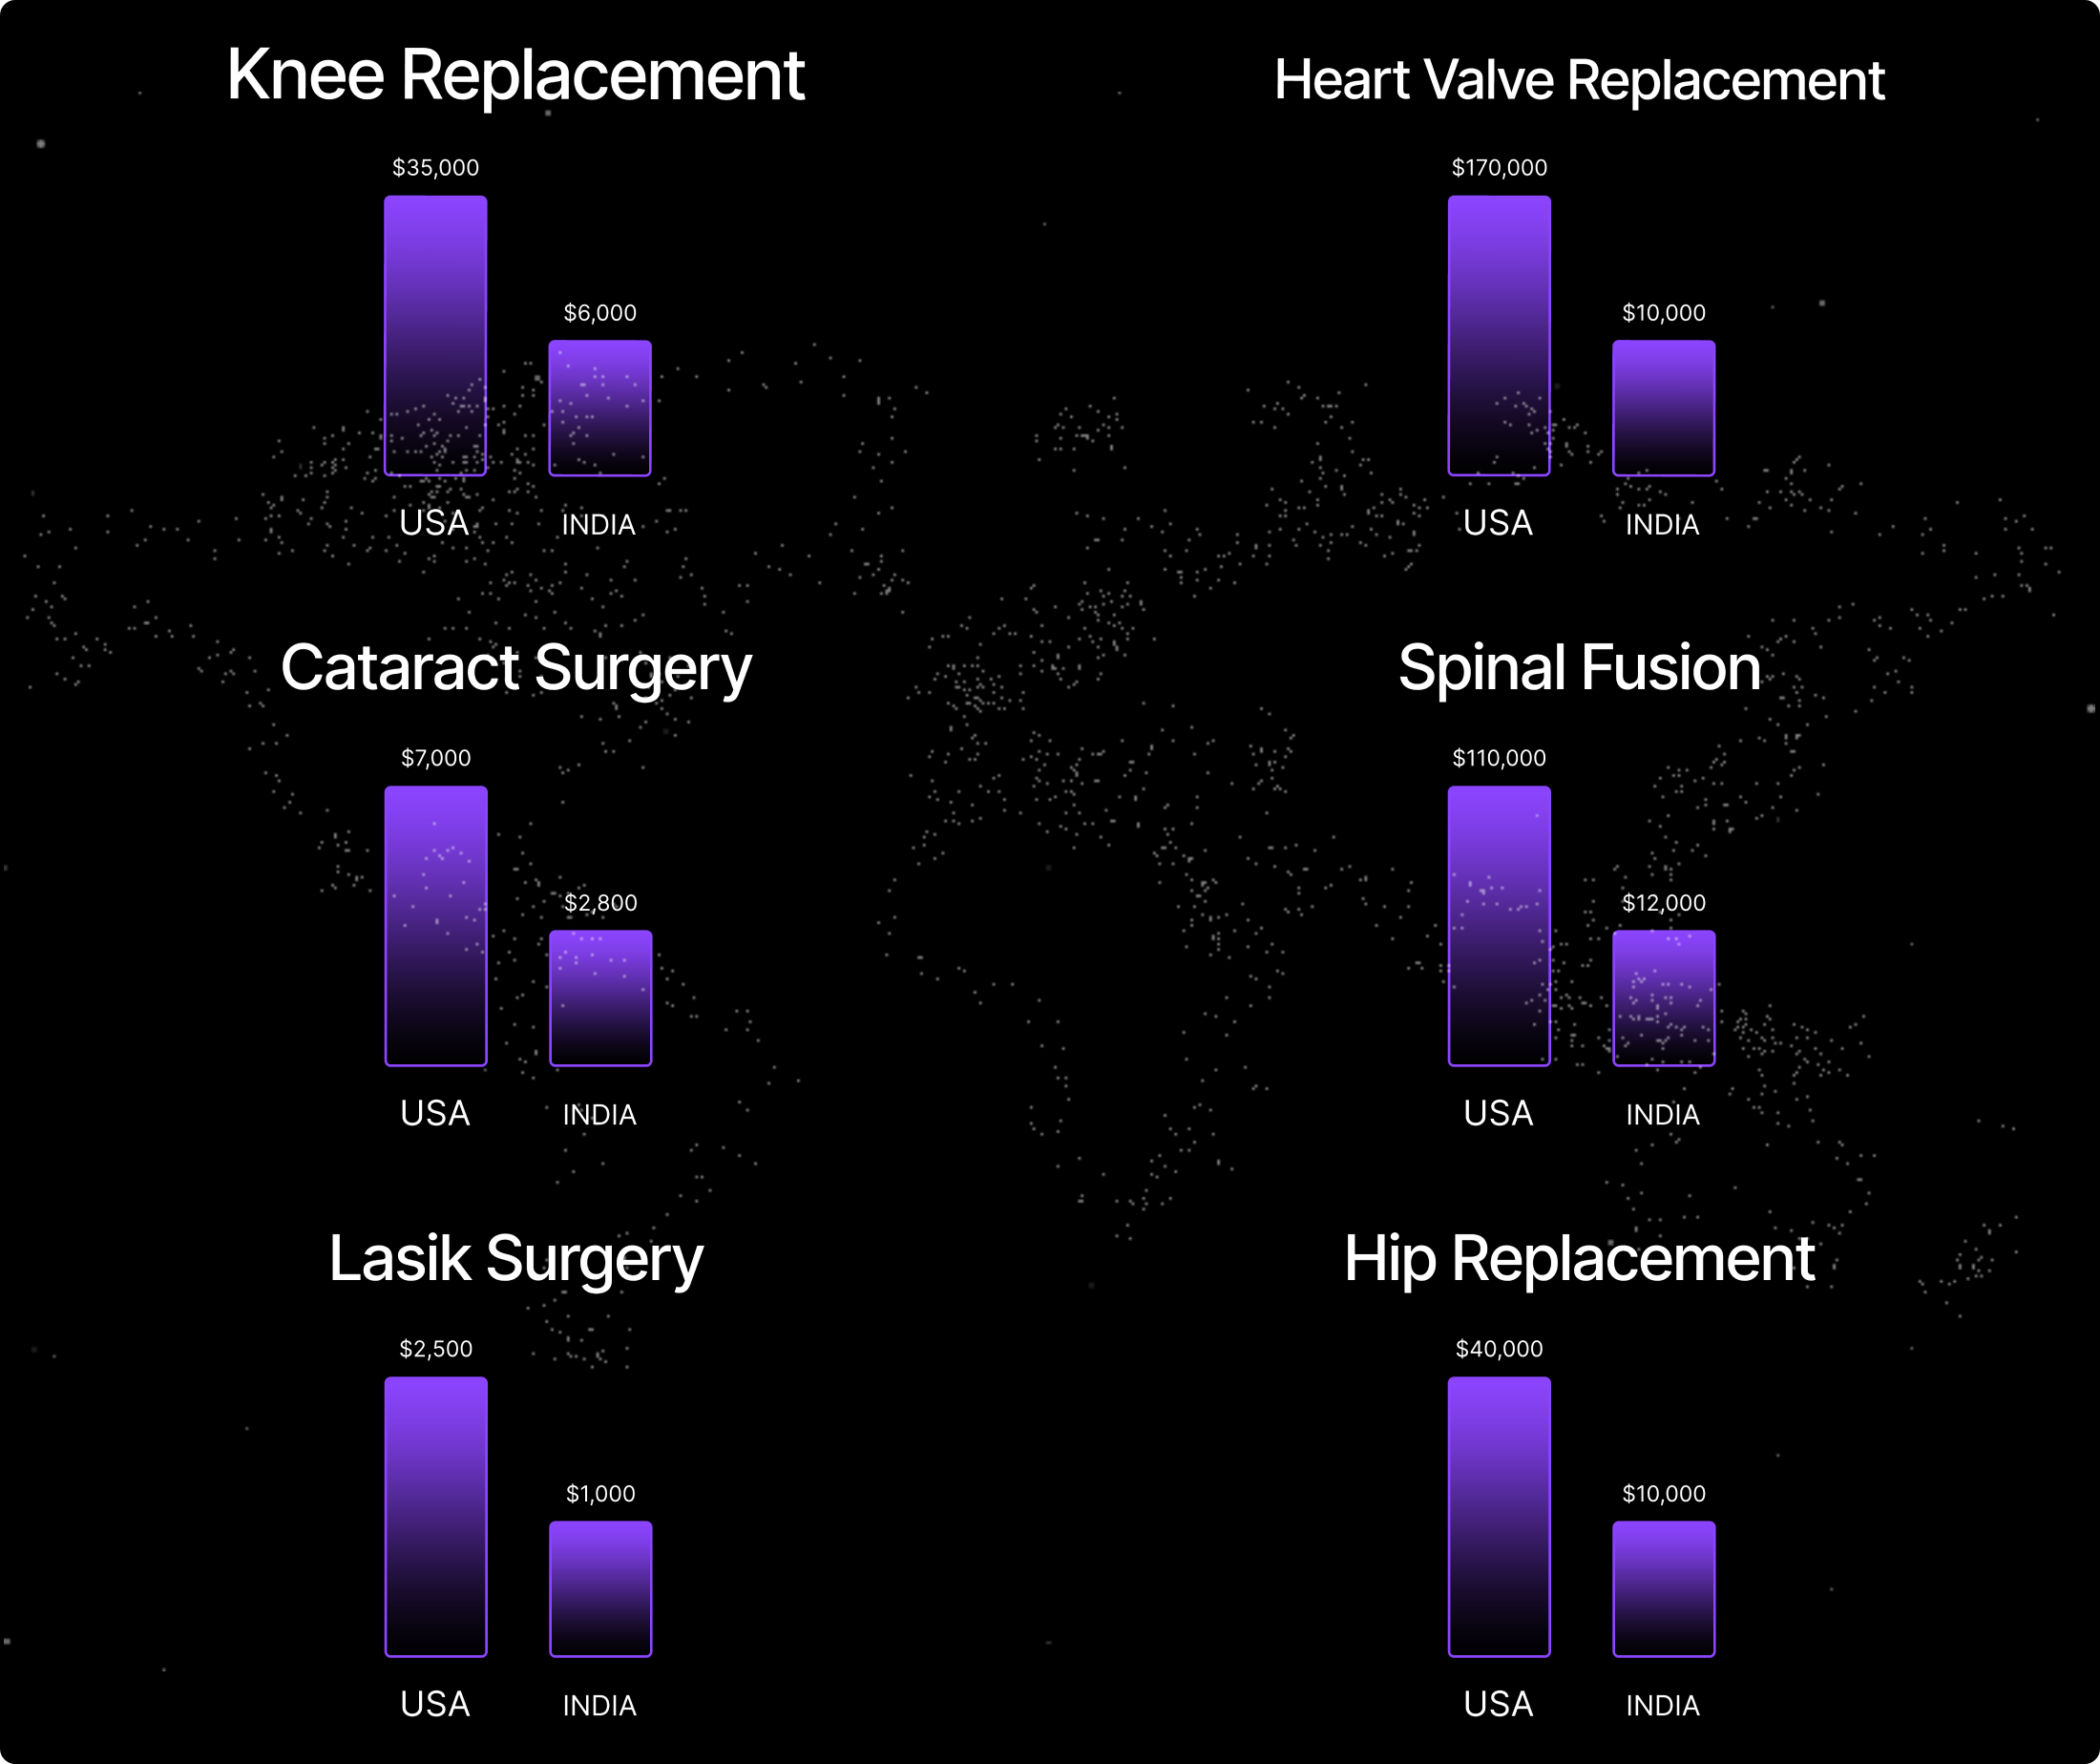 Knee Replacement
$35,000
$6,000
USA
INDIA
Heart Valve Replacement
$170,000
$10,000
USA
INDIA
Cataract Surgery
$7,000
$2,800
USA
INDIA
Spinal Fusion
$110,000
$12,000
USA
INDIA
Lasik Surgery
$2,500
$1,000
USA
INDIA
Hip Replacement
$40,000
$10,000
USA
INDIA